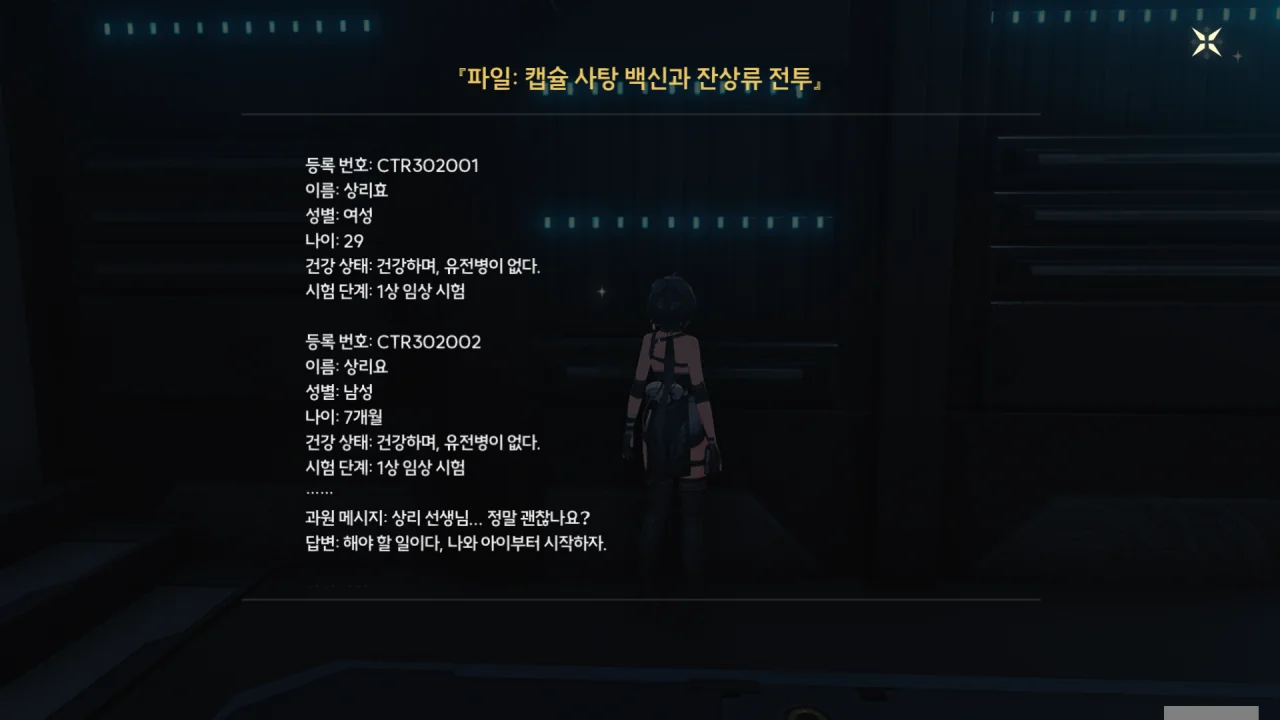 『파일: 캡슐 사탕 백신과 잔상류 전투』
등록 번호: CTR302001
이름: 상리효
성별: 여성
나이: 29
건강 상태: 건강하며, 유전병이 없다.
시험 단계: 1상 임상 시험
등록 번호: CTR302002
이름: 상리요
성별: 남성
나이: 7개월
건강 상태: 건강하며, 유전병이 없다.
시험 단계: 1상 임상 시험
……
과원 메시지: 상리 선생님... 정말 괜찮나요?
답변: 해야 할 일이다, 나와 아이부터 시작하자.